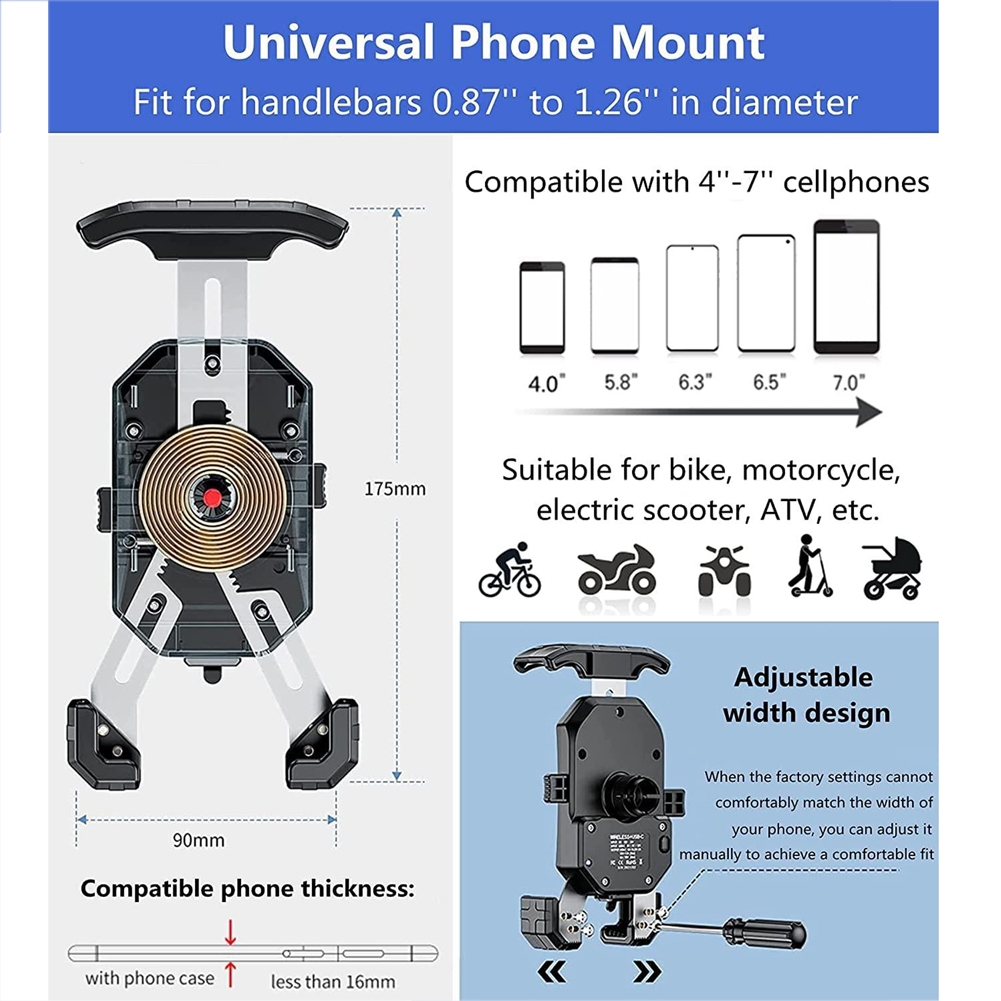 Universal Phone Mount
Fit for handlebars 0.87'' to 1.26'' in diameter
175mm
90mm
Compatible phone thickness:
with phone case
less than 16mm
Compatible with 4''-7'' cellphones
4.0" 5.8" 6.3" 6.5" 7.0"
Suitable for bike, motorcycle,
electric scooter, ATV, etc.
Adjustable
width design
When the factory settings cannot
comfortably match the width of
your phone, you can adjust it
manually to achieve a comfortable fit
WIRELESS+USB-C